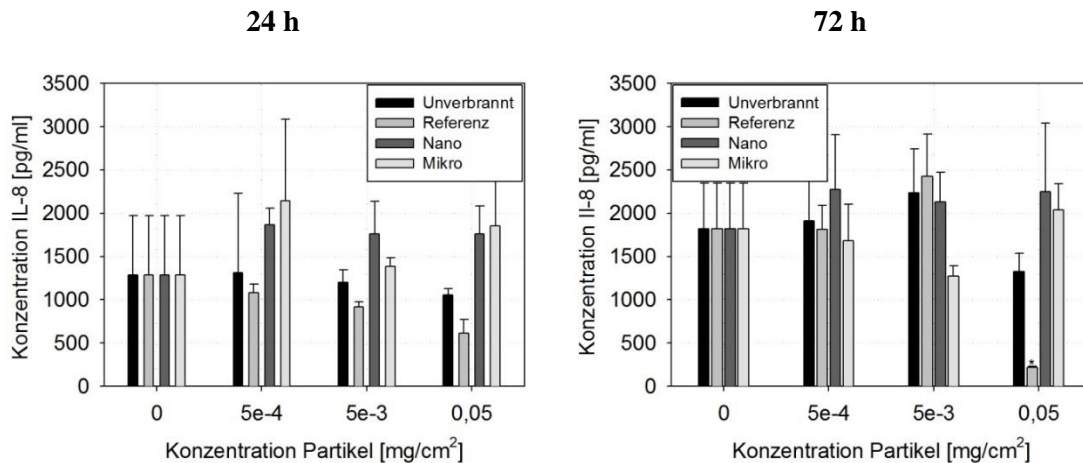 24 h
72 h
Konzentration IL-8 [pg/ml]
3500
3000
2500
2000
1500
1000
500
0
Unverbrannt
Referenz
Nano
Mikro
0
5e-4
5e-3
0,05
Konzentration Partikel [mg/cm²]
Konzentration Il-8 [pg/ml]
3500
3000
2500
2000
1500
1000
500
0
Unverbrannt
Referenz
Nano
Mikro
*
0
5e-4
5e-3
0,05
Konzentration Partikel [mg/cm²]